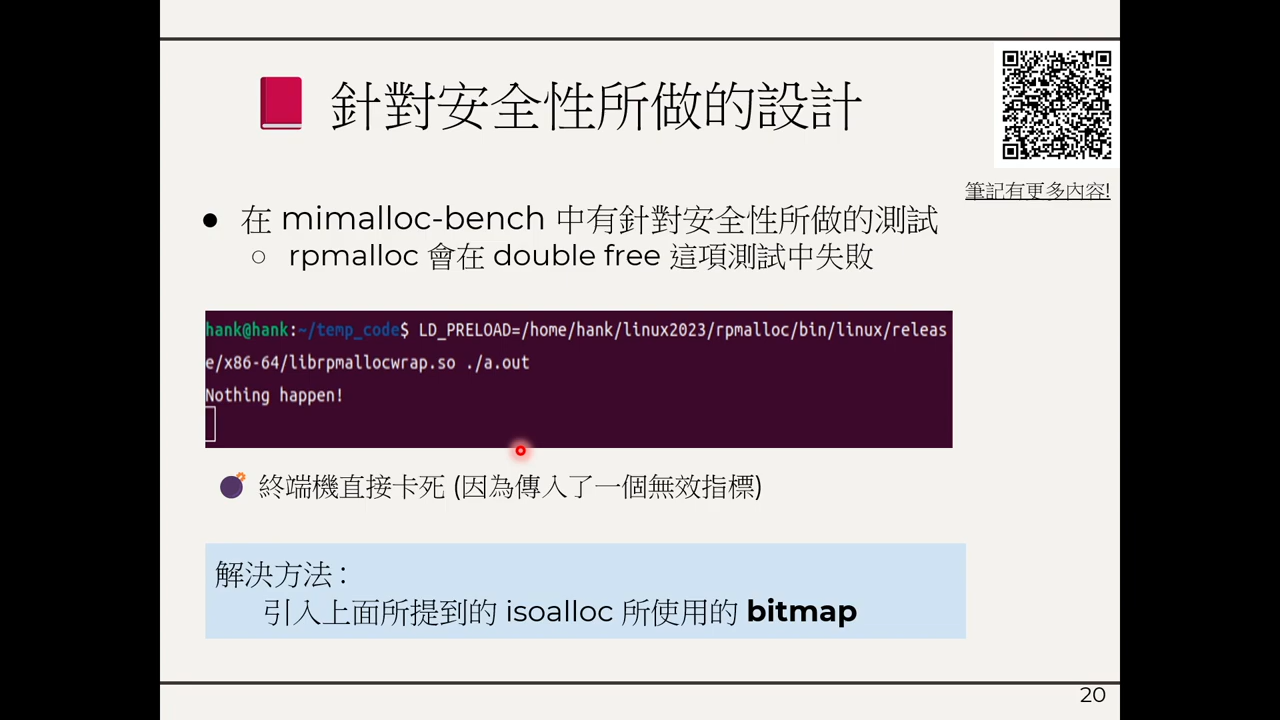 針對安全性所做的設計
筆記有更多內容!
● 在 mimalloc-bench 中有針對安全性所做的測試
○ rpmalloc 會在 double free 這項測試中失敗
hank@hank:~/temp_code$ LD_PRELOAD=/home/hank/linux2023/rpmalloc/bin/linux/releas
e/x86-64/librpmallocwrap.so ./a.out
Nothing happen!
終端機直接卡死 (因為傳入了一個無效指標)
解決方法 :
引入上面所提到的 isoalloc 所使用的 bitmap
20